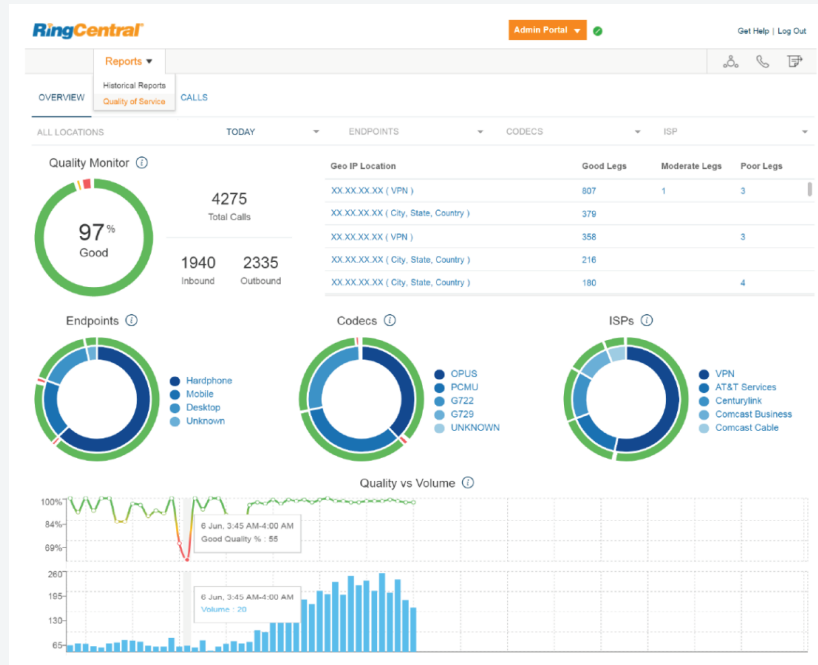 RingCentral
Admin Portal
Get Help | Log Out
Reports
Historical Reports
Quality of Service
OVERVIEW
CALLS
ALL LOCATIONS
TODAY
ENDPOINTS
CODECS
ISP
Quality Monitor
97%
Good
4275
Total Calls
1940
Inbound
2335
Outbound
Geo IP Location Good Legs Moderate Legs Poor Legs
XX.XX.XX.XX ( VPN ) 807 1 3
XX.XX.XX.XX ( City, State, Country ) 379
XX.XX.XX.XX ( VPN ) 358 3
XX.XX.XX.XX ( City, State, Country ) 216
XX.XX.XX.XX ( City, State, Country ) 180 4
Endpoints
Hardphone
Mobile
Desktop
Unknown
Codecs
OPUS
PCMU
G722
G729
UNKNOWN
ISPs
VPN
AT&T Services
Centurylink
Comcast Business
Comcast Cable
Quality vs Volume
100%
84%
69%
6 Jun, 3:45 AM-4:00 AM
Good Quality % : 55
260
195
130
65
6 Jun, 3:45 AM-4:00 AM
Volume : 20